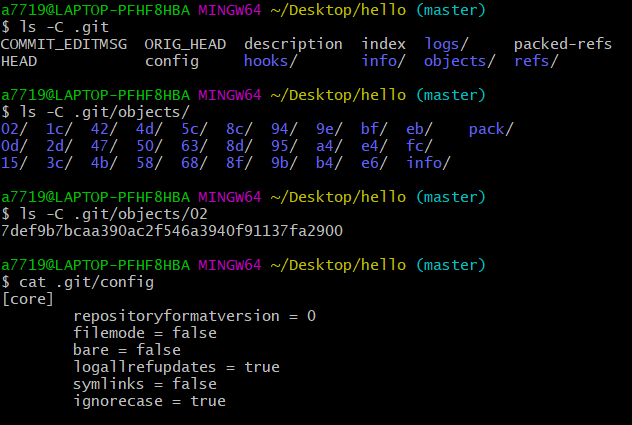 a7719@LAPTOP-PFHF8HBA MINGW64 ~/Desktop/hello (master)
$ ls -C .git
COMMIT_EDITMSG  ORIG_HEAD  description  index  logs/     packed-refs
HEAD            config     hooks/       info/  objects/  refs/

a7719@LAPTOP-PFHF8HBA MINGW64 ~/Desktop/hello (master)
$ ls -C .git/objects/
02/  1c/  42/  4d/  5c/  8c/  94/  9e/  bf/  eb/    pack/
0d/  2d/  47/  50/  63/  8d/  95/  a4/  e4/  fc/
15/  3c/  4b/  58/  68/  8f/  9b/  b4/  e6/  info/

a7719@LAPTOP-PFHF8HBA MINGW64 ~/Desktop/hello (master)
$ ls -C .git/objects/02
7def9b7bcaa390ac2f546a3940f91137fa2900

a7719@LAPTOP-PFHF8HBA MINGW64 ~/Desktop/hello (master)
$ cat .git/config
[core]
        repositoryformatversion = 0
        filemode = false
        bare = false
        logallrefupdates = true
        symlinks = false
        ignorecase = true